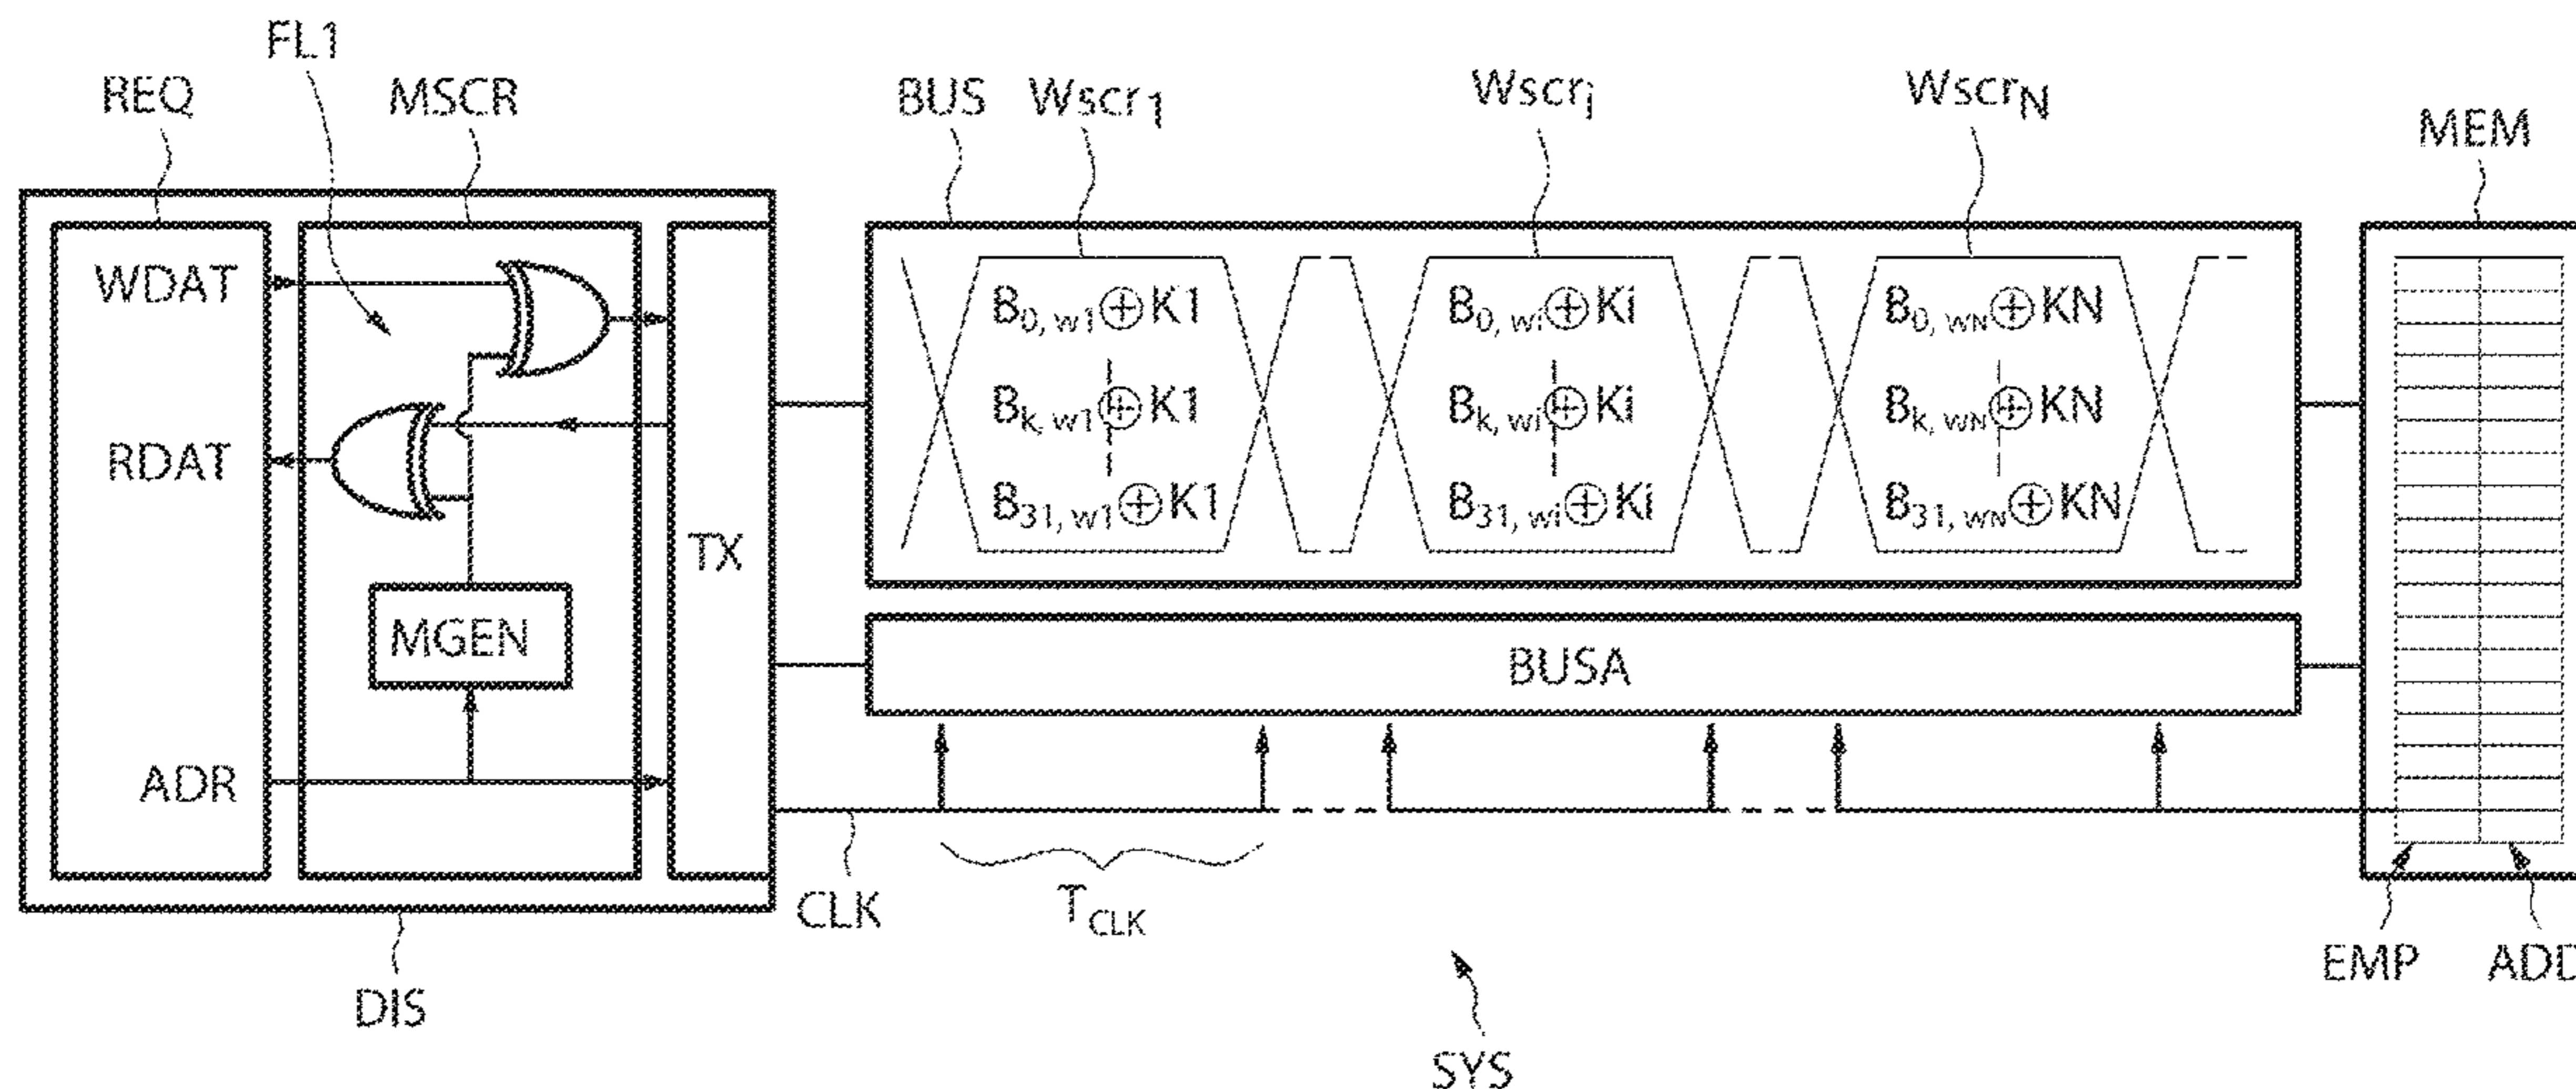 FL1
REQ
MSCR
BUS
Wscr1
Wscri
WscrN
MEM
WDAT
RDAT
MGEN
ADR
TX
B0, w1⊕K1
Bk, w1⊕K1
B31, w1⊕K1
B0, wi⊕Ki
Bk, wi⊕Ki
B31, wi⊕Ki
B0, wN⊕KN
Bk, wN⊕KN
B31, wN⊕KN
BUSA
CLK
TCLK
DIS
EMP
ADD
SYS